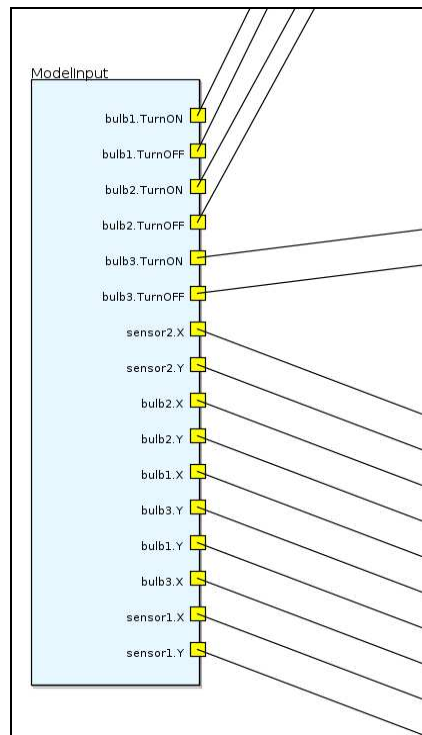 ModelInput
bulb1.TurnON
bulb1.TurnOFF
bulb2.TurnON
bulb2.TurnOFF
bulb3.TurnON
bulb3.TurnOFF
sensor2.X
sensor2.Y
bulb2.X
bulb2.Y
bulb1.X
bulb3.Y
bulb1.Y
bulb3.X
sensor1.X
sensor1.Y